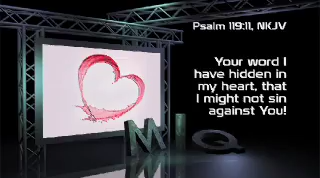 Psalm 119:11, NKJV
Your word I
have hidden in
my heart, that
I might not sin
against You!
MIQ